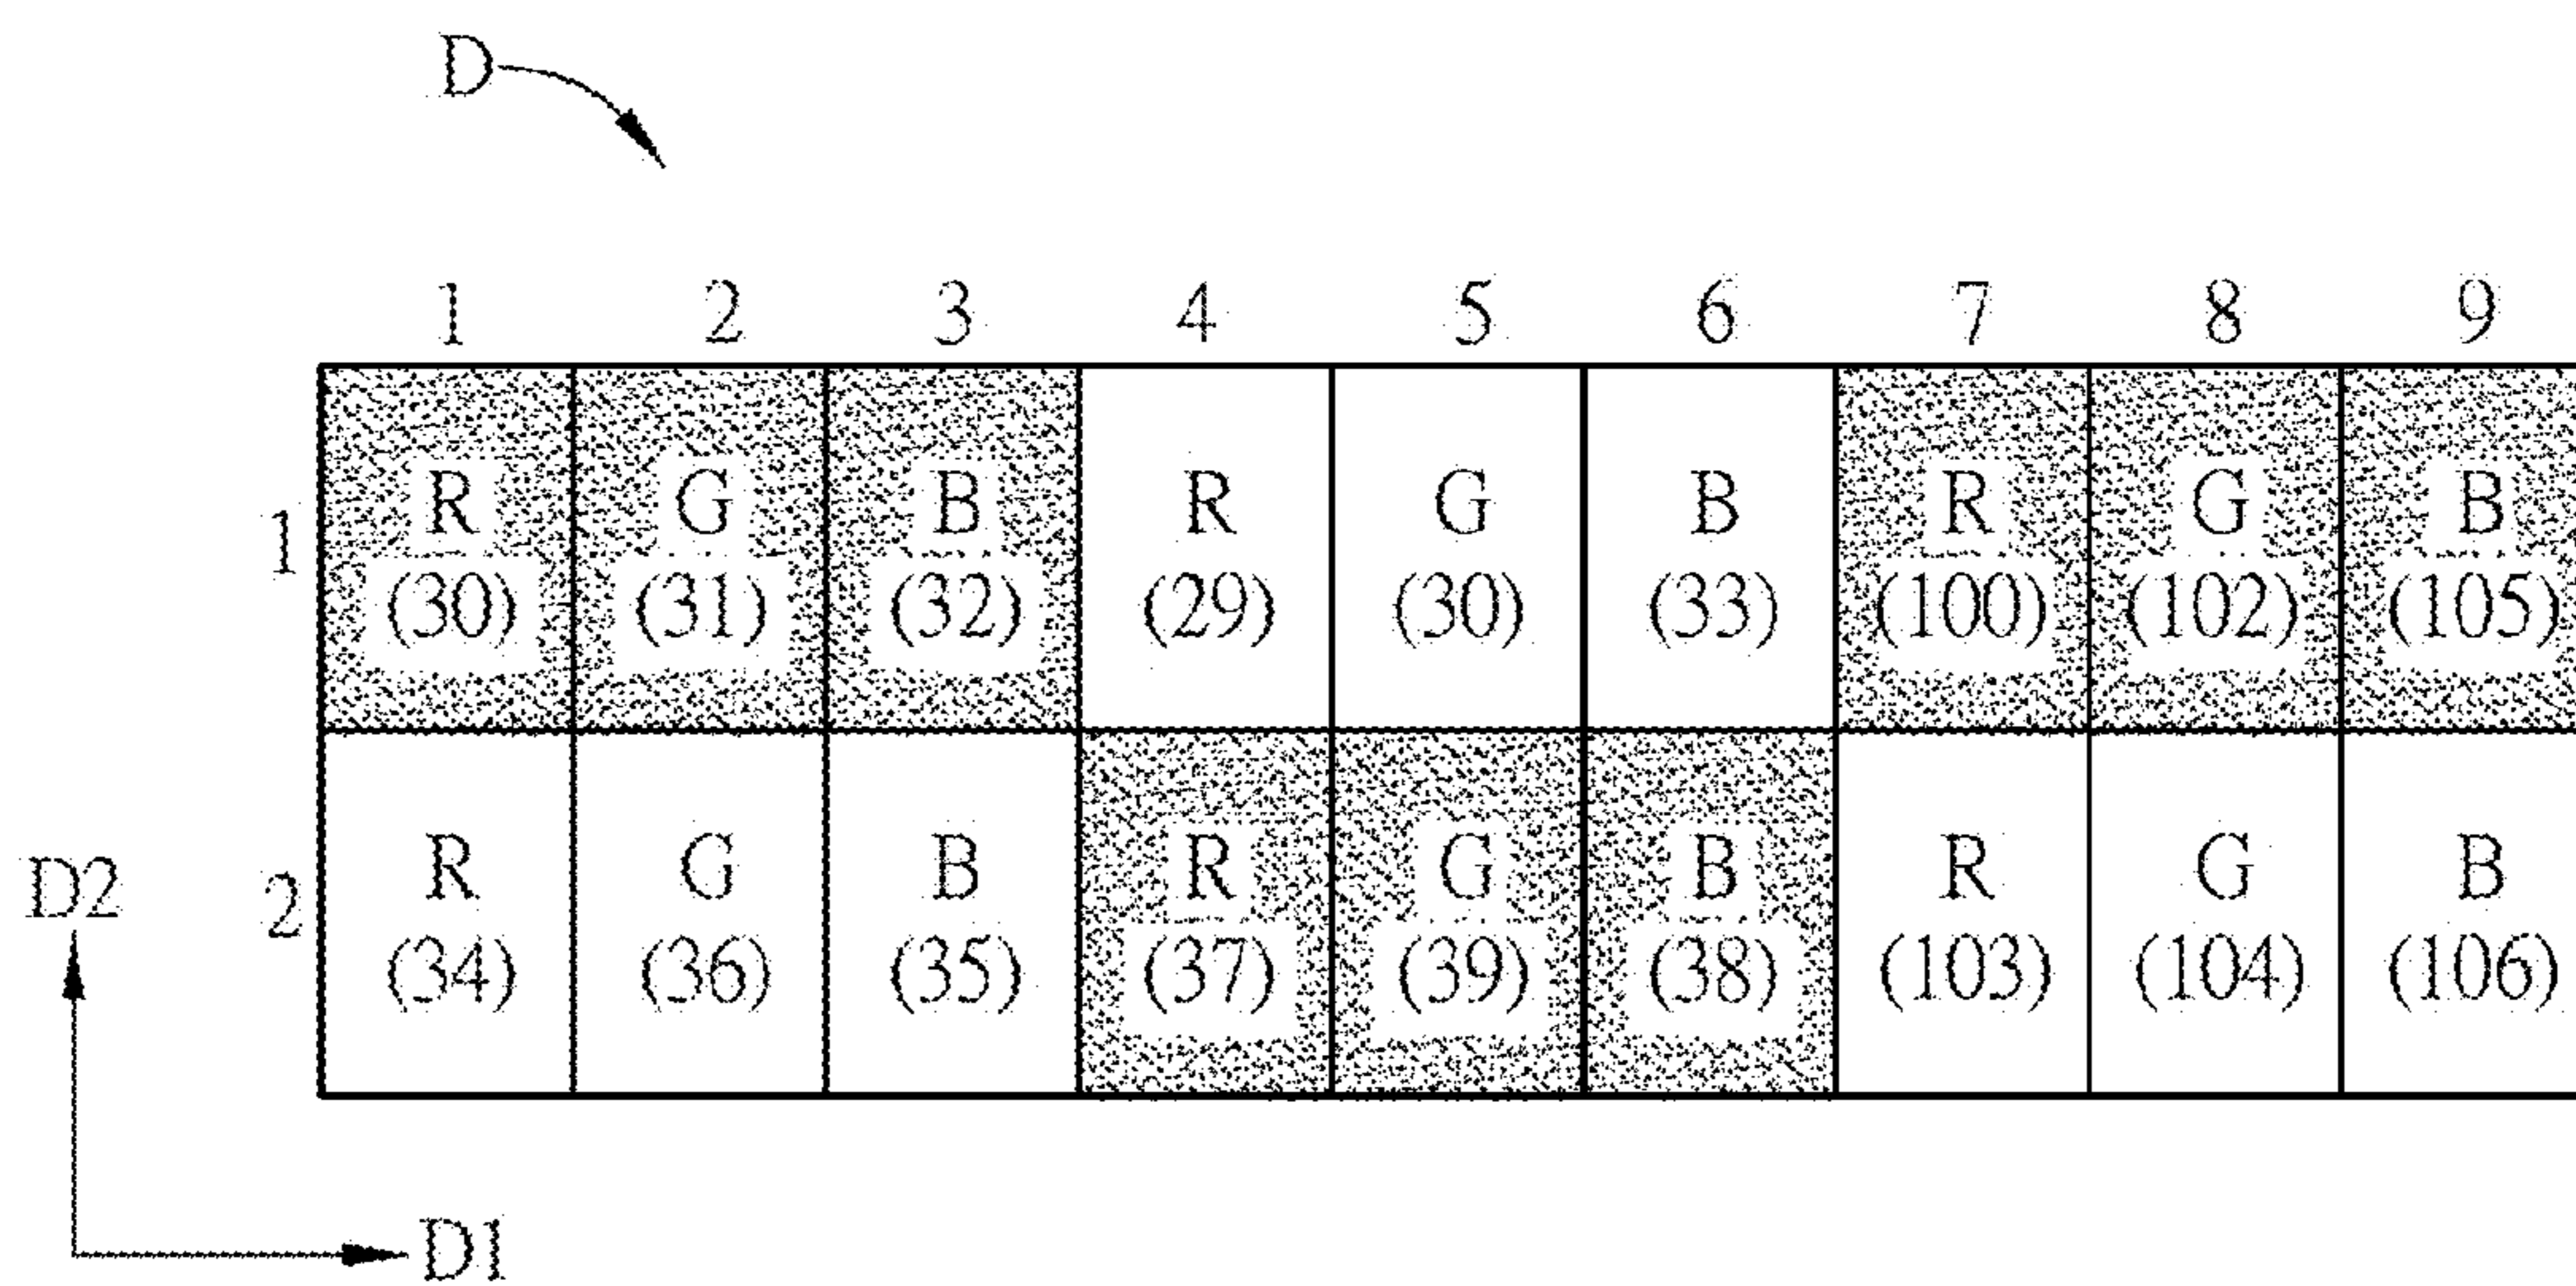 D
1 2 3 4 5 6 7 8 9
1 R G B R G B R G B
(30) (31) (32) (29) (30) (33) (100) (102) (105)
2 R G B R G B R G B
(34) (36) (35) (37) (39) (38) (103) (104) (106)
D2
D1